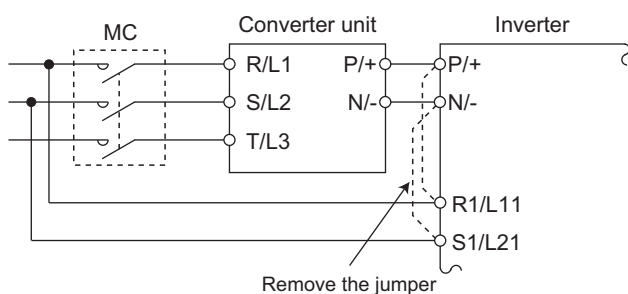 MC
Converter unit
Inverter
R/L1
P/+
P/+
S/L2
N/-
N/-
T/L3
R1/L11
S1/L21
Remove the jumper